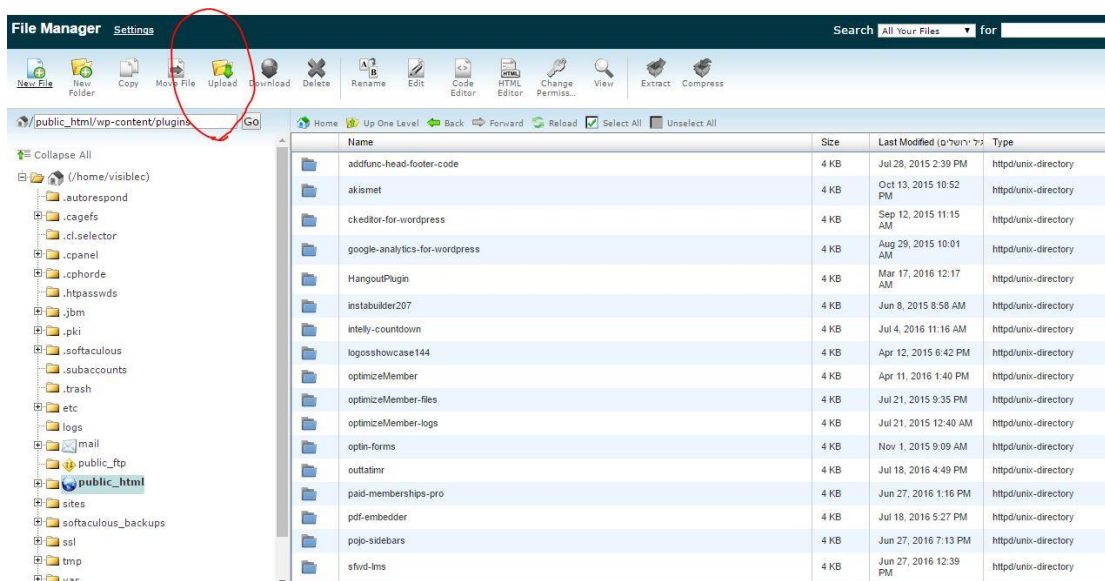 File Manager Settings Search All Your Files for
New File New Folder Copy Move File Upload Download Delete Rename Edit Code Editor HTML Editor Change Permiss... View Extract Compress
/public_html/wp-content/plugins Go
Home Up One Level Back Forward Reload Select All Unselect All
Collapse All
(/home/visiblec)
.autorespond
.cagefs
.cl.selector
.cpanel
.cphorde
.htpasswds
.jbm
.pki
.softaculous
.subaccounts
.trash
etc
logs
mail
public_ftp
public_html
sites
softaculous_backups
ssl
tmp
var
Name Size Last Modified (גיל ירושלים Type
addfunc-head-footer-code 4 KB Jul 28, 2015 2:39 PM httpd/unix-directory
akismet 4 KB Oct 13, 2015 10:52 PM httpd/unix-directory
ckeditor-for-wordpress 4 KB Sep 12, 2015 11:15 AM httpd/unix-directory
google-analytics-for-wordpress 4 KB Aug 29, 2015 10:01 AM httpd/unix-directory
HangoutPlugin 4 KB Mar 17, 2016 12:17 AM httpd/unix-directory
instabuilder207 4 KB Jun 8, 2015 8:58 AM httpd/unix-directory
intelly-countdown 4 KB Jul 4, 2016 11:16 AM httpd/unix-directory
logosshowcase144 4 KB Apr 12, 2015 6:42 PM httpd/unix-directory
optimizeMember 4 KB Apr 11, 2016 1:40 PM httpd/unix-directory
optimizeMember-files 4 KB Jul 21, 2015 9:35 PM httpd/unix-directory
optimizeMember-logs 4 KB Jul 21, 2015 12:40 AM httpd/unix-directory
optin-forms 4 KB Nov 1, 2015 9:09 AM httpd/unix-directory
outtatimr 4 KB Jul 18, 2016 4:49 PM httpd/unix-directory
paid-memberships-pro 4 KB Jun 27, 2016 1:16 PM httpd/unix-directory
pdf-embedder 4 KB Jul 18, 2016 5:27 PM httpd/unix-directory
pojo-sidebars 4 KB Jun 27, 2016 7:13 PM httpd/unix-directory
sfwd-lms 4 KB Jun 27, 2016 12:39 PM httpd/unix-directory